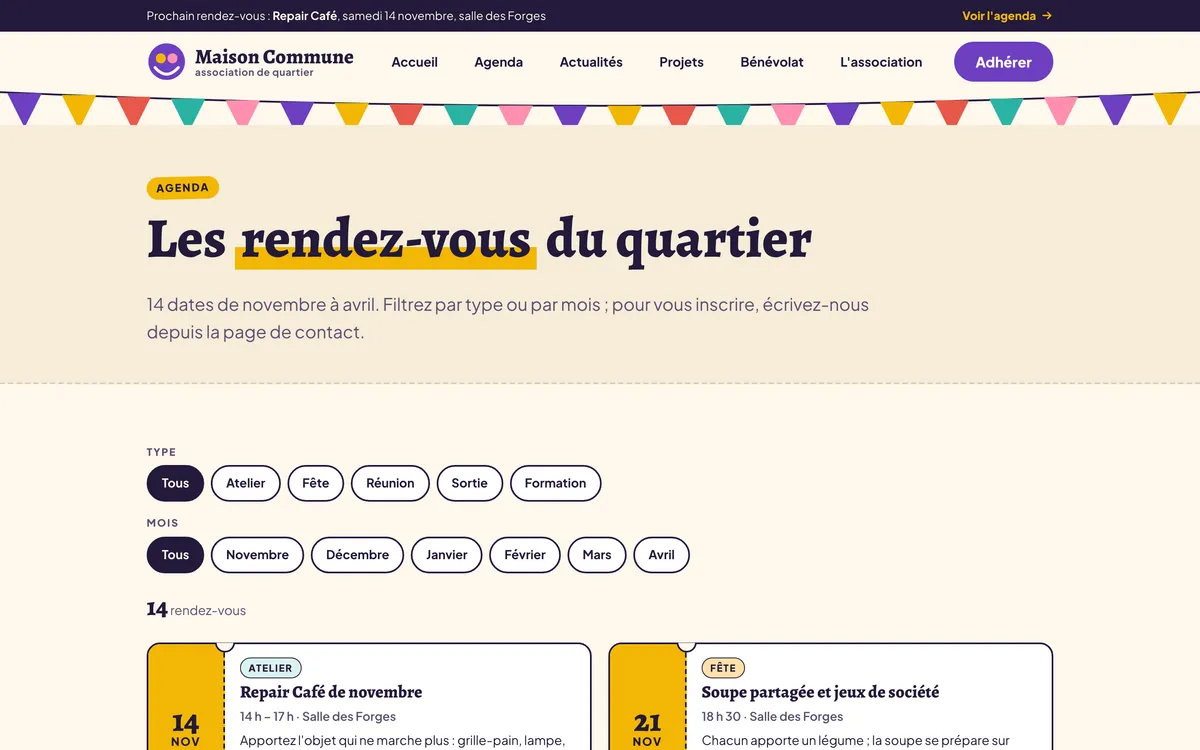 Prochain rendez-vous : Repair Café, samedi 14 novembre, salle des Forges
Voir l'agenda →
Maison Commune
association de quartier
Accueil
Agenda
Actualités
Projets
Bénévolat
L'association
Adhérer
AGENDA
Les rendez-vous du quartier
14 dates de novembre à avril. Filtrez par type ou par mois ; pour vous inscrire, écrivez-nous
depuis la page de contact.
TYPE
Tous
Atelier
Fête
Réunion
Sortie
Formation
MOIS
Tous
Novembre
Décembre
Janvier
Février
Mars
Avril
14 rendez-vous
14
NOV
ATELIER
Repair Café de novembre
14 h – 17 h · Salle des Forges
Apportez l'objet qui ne marche plus : grille-pain, lampe,
21
NOV
FÊTE
Soupe partagée et jeux de société
18 h 30 · Salle des Forges
Chacun apporte un légume ; la soupe se prépare sur